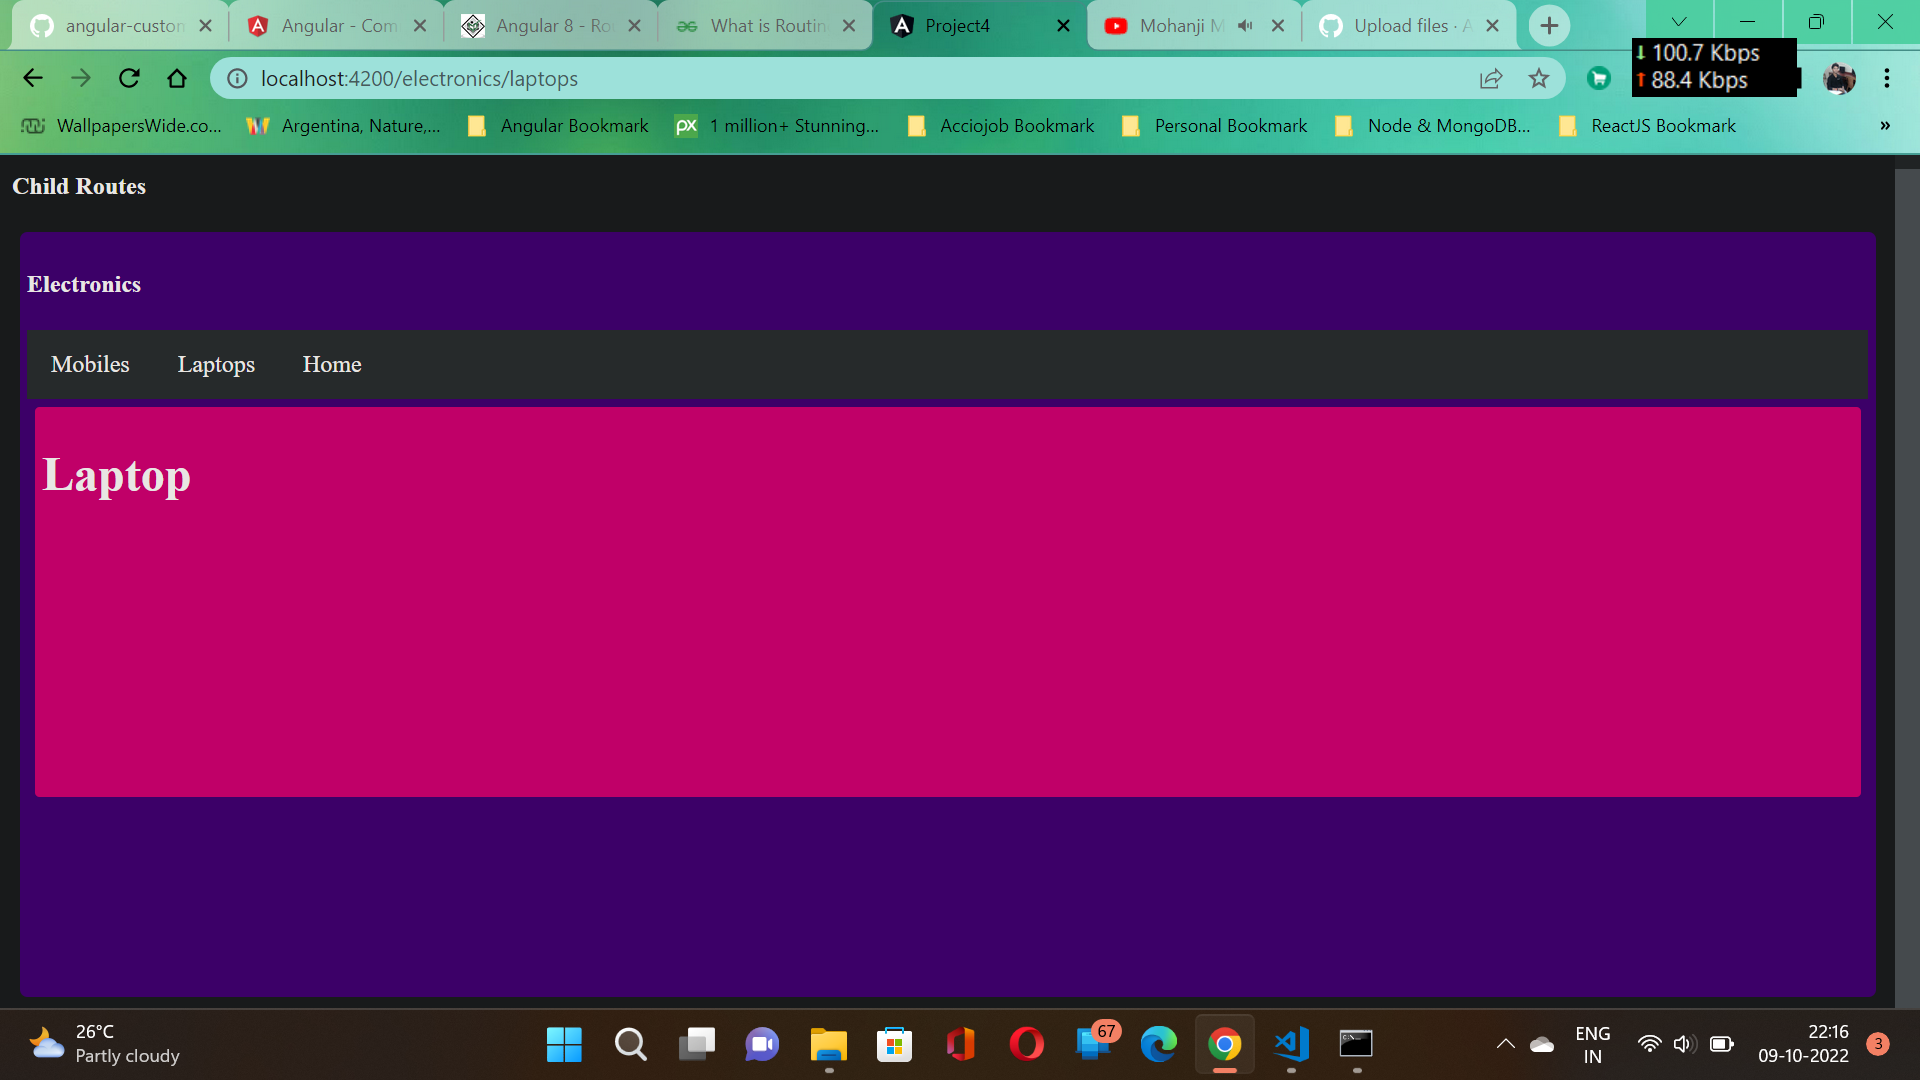 angular-custon
Angular - Com
Angular 8 - Ro
What is Routin
Project4
Mohanji M
Upload files · A
100.7 Kbps
88.4 Kbps
localhost:4200/electronics/laptops
WallpapersWide.co...
Argentina, Nature,...
Angular Bookmark
px 1 million+ Stunning...
Acciojob Bookmark
Personal Bookmark
Node & MongoDB...
ReactJS Bookmark
»
Child Routes
Electronics
Mobiles Laptops Home
Laptop
26°C
Partly cloudy
67
ENG
IN
22:16
09-10-2022
3